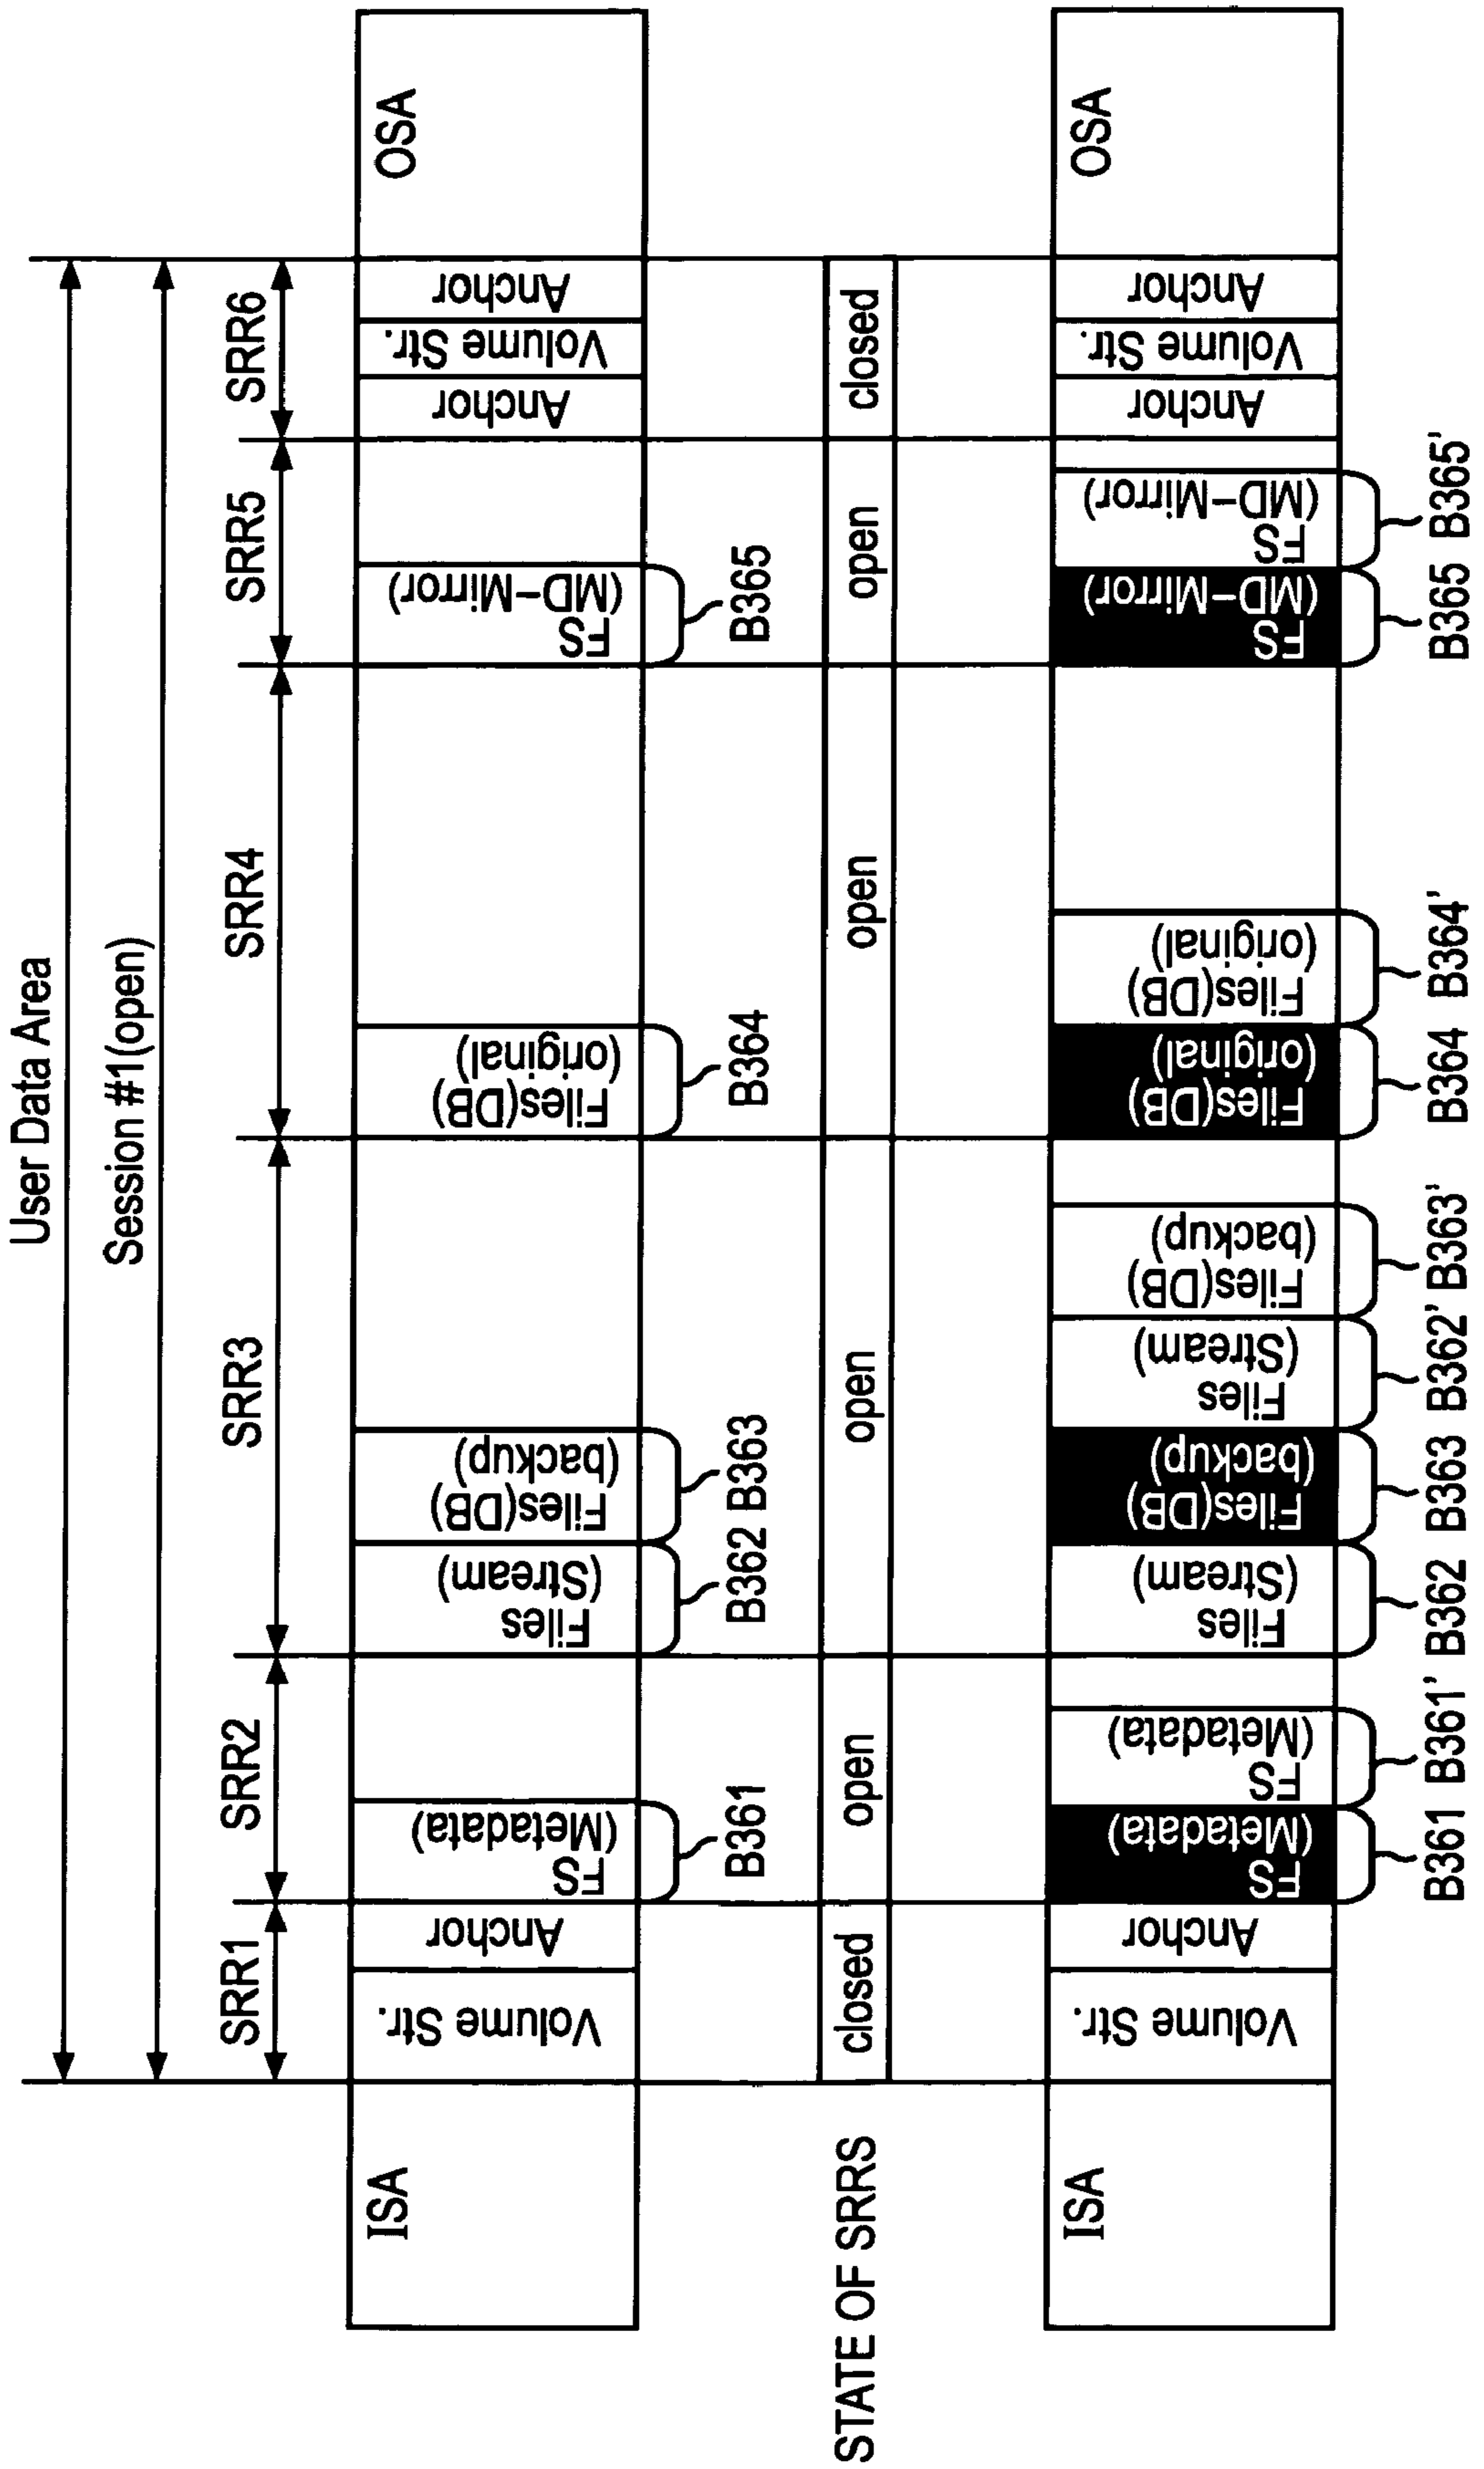 User Data Area
Session #1(open)
SRR1
SRR2
SRR3
SRR4
SRR5
SRR6
ISA
Volume Str.
Anchor
FS
(Metadata)
Files
(Stream)
Files(DB)
(backup)
Files(DB)
(original)
FS
(MD-Mirror)
Anchor
Volume Str.
Anchor
OSA
B361
B362
B363
B364
B365
STATE OF SRRS
closed
open
open
open
open
closed
ISA
Volume Str.
Anchor
FS
(Metadata)
FS
(Metadata)
Files
(Stream)
Files(DB)
(backup)
Files
(Stream)
Files(DB)
(backup)
Files(DB)
(original)
Files(DB)
(original)
FS
(MD-Mirror)
FS
(MD-Mirror)
Anchor
Volume Str.
Anchor
OSA
B361
B361'
B362
B363
B362'
B363'
B364
B364'
B365
B365'